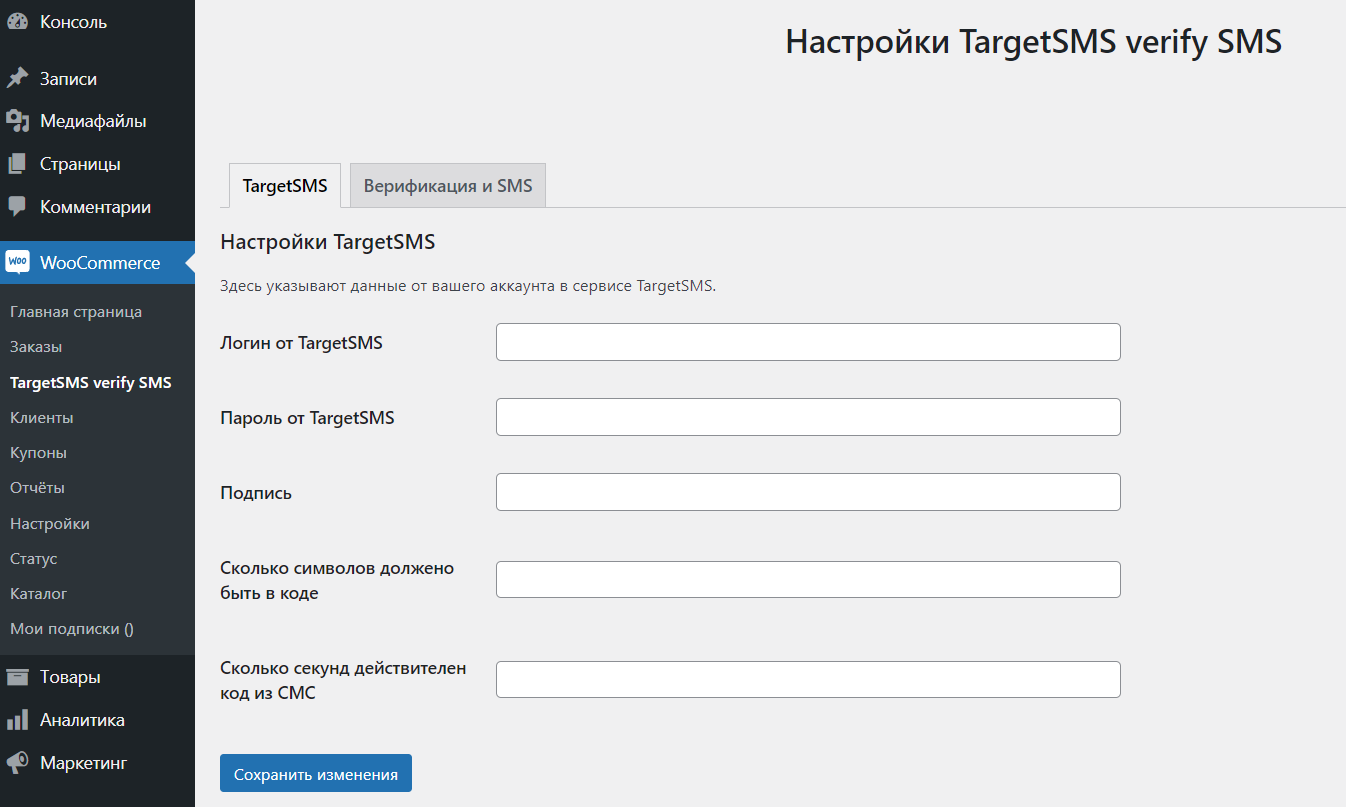 Консоль
Записи
Медиафайлы
Страницы
Комментарии
Woo
WooCommerce
Главная страница
Заказы
TargetSMS verify SMS
Клиенты
Купоны
Отчёты
Настройки
Статус
Каталог
Мои подписки ()
Товары
Аналитика
Маркетинг
Настройки TargetSMS verify SMS
TargetSMS
Верификация и SMS
Настройки TargetSMS
Здесь указывают данные от вашего аккаунта в сервисе TargetSMS.
Логин от TargetSMS
Пароль от TargetSMS
Подпись
Сколько символов должено
быть в коде
Сколько секунд действителен
код из СМС
Сохранить изменения